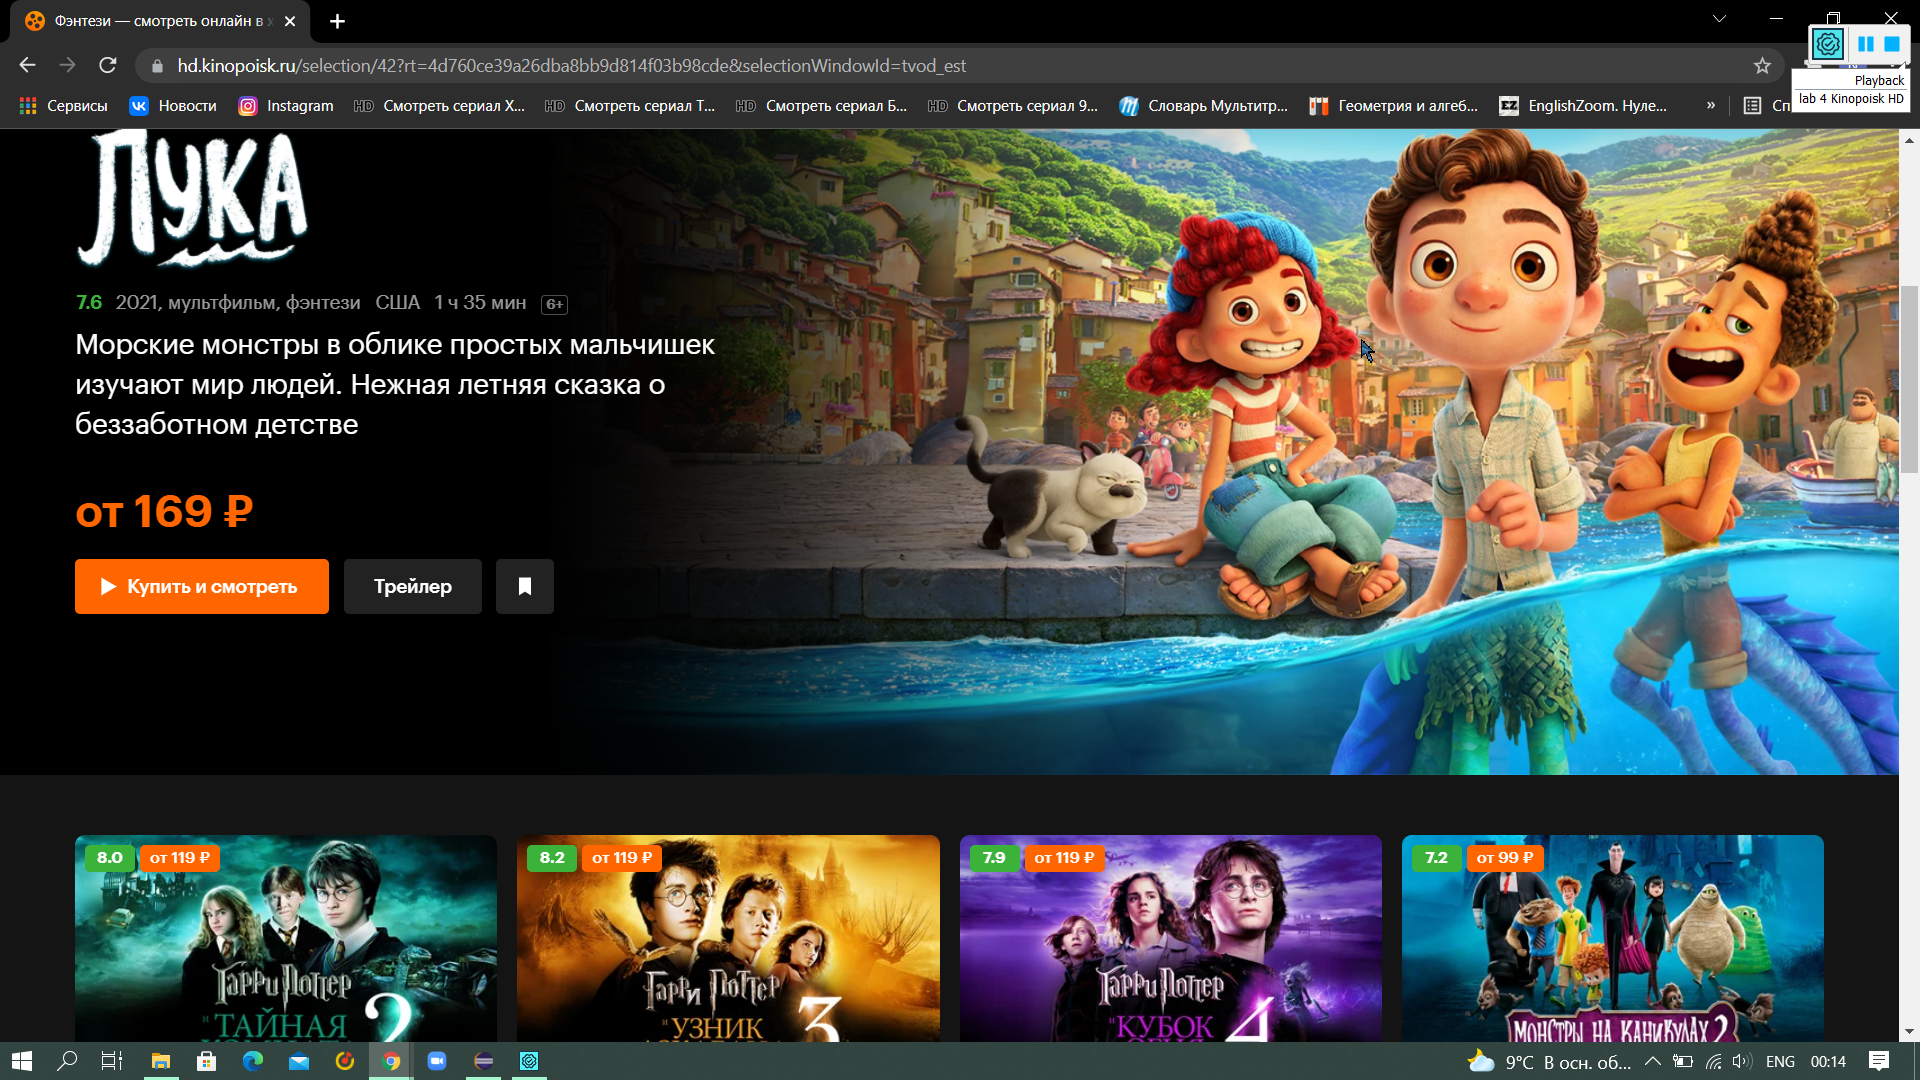 Фэнтези — смотреть онлайн в х
hd.kinopoisk.ru/selection/42?rt=4d760ce39a26dba8bb9d814f03b98cde&selectionWindowId=tvod_est
Playback
lab 4 Kinopoisk HD
Сервисы
Новости
Instagram
HD Смотреть сериал Х...
HD Смотреть сериал Т...
HD Смотреть сериал Б...
HD Смотреть сериал 9...
Словарь Мультитр...
Геометрия и алгеб...
EZ EnglishZoom. Нуле...
»
Сп
ЛУКА
7.6 2021, мультфильм, фэнтези США 1 ч 35 мин 6+
Морские монстры в облике простых мальчишек
изучают мир людей. Нежная летняя сказка о
беззаботном детстве
от 169 ₽
Купить и смотреть
Трейлер
8.0 от 119 ₽
8.2 от 119 ₽
7.9 от 119 ₽
7.2 от 99 ₽
Гарри Поттер
и ТАЙНАЯ
2
Гарри Поттер
и УЗНИК
3
Гарри Поттер
и КУБОК
4
МОНСТРЫ НА КАНИКУЛАХ 2
9°C В осн. об...
ENG
00:14